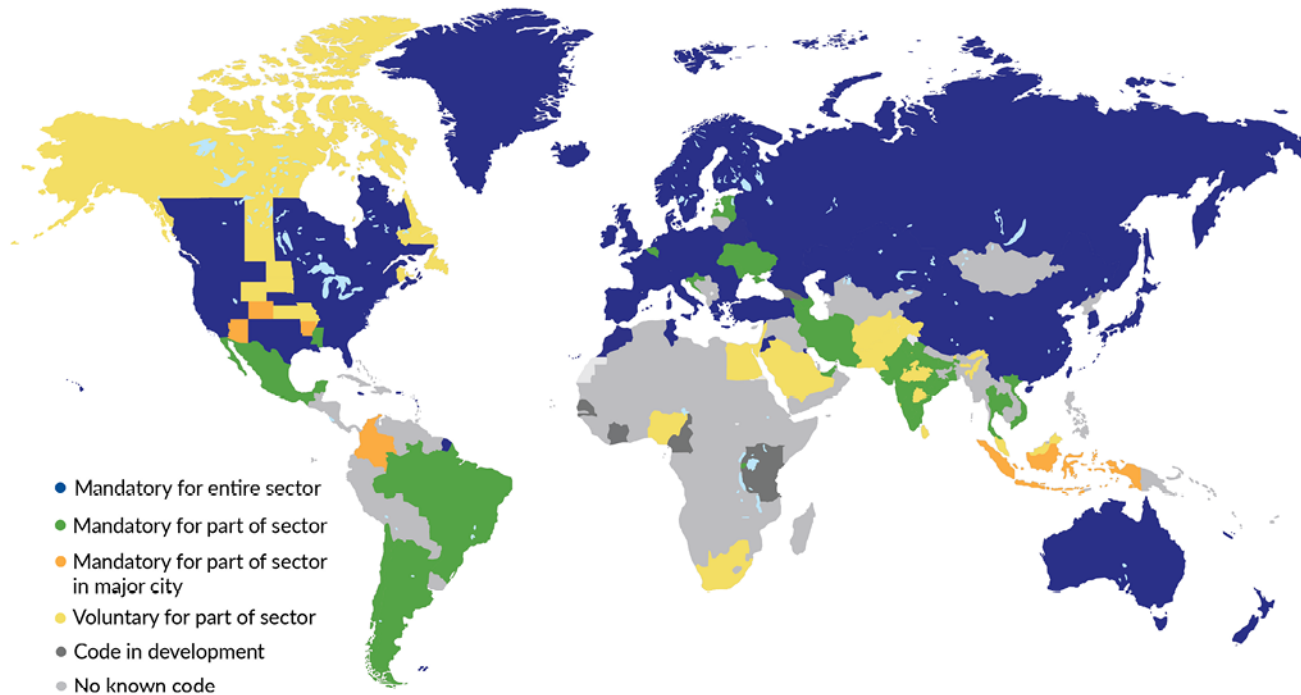 Mandatory for entire sector
Mandatory for part of sector
Mandatory for part of sector
in major city
Voluntary for part of sector
Code in development
No known code